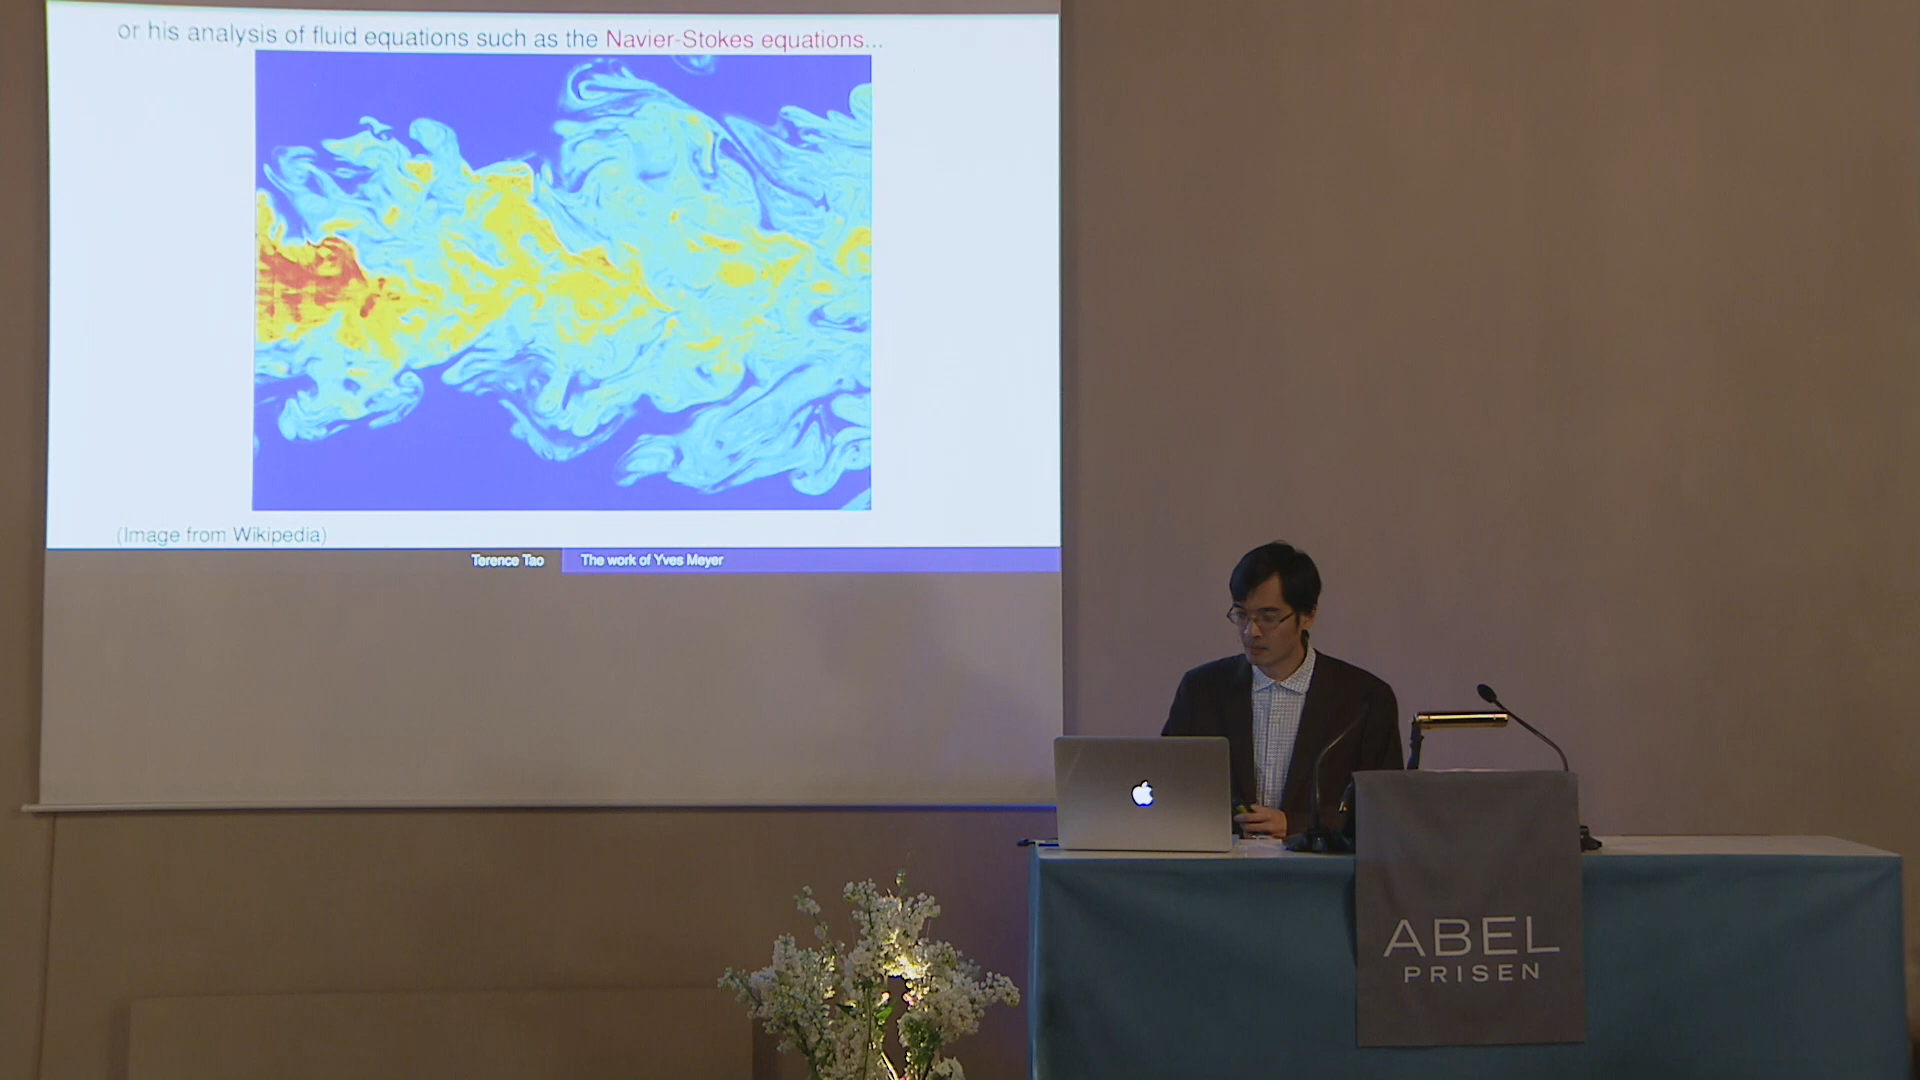 or his analysis of fluid equations such as the Navier-Stokes equations...
(Image from Wikipedia)
Terence Tao
The work of Yves Meyer
ABEL
PRISEN